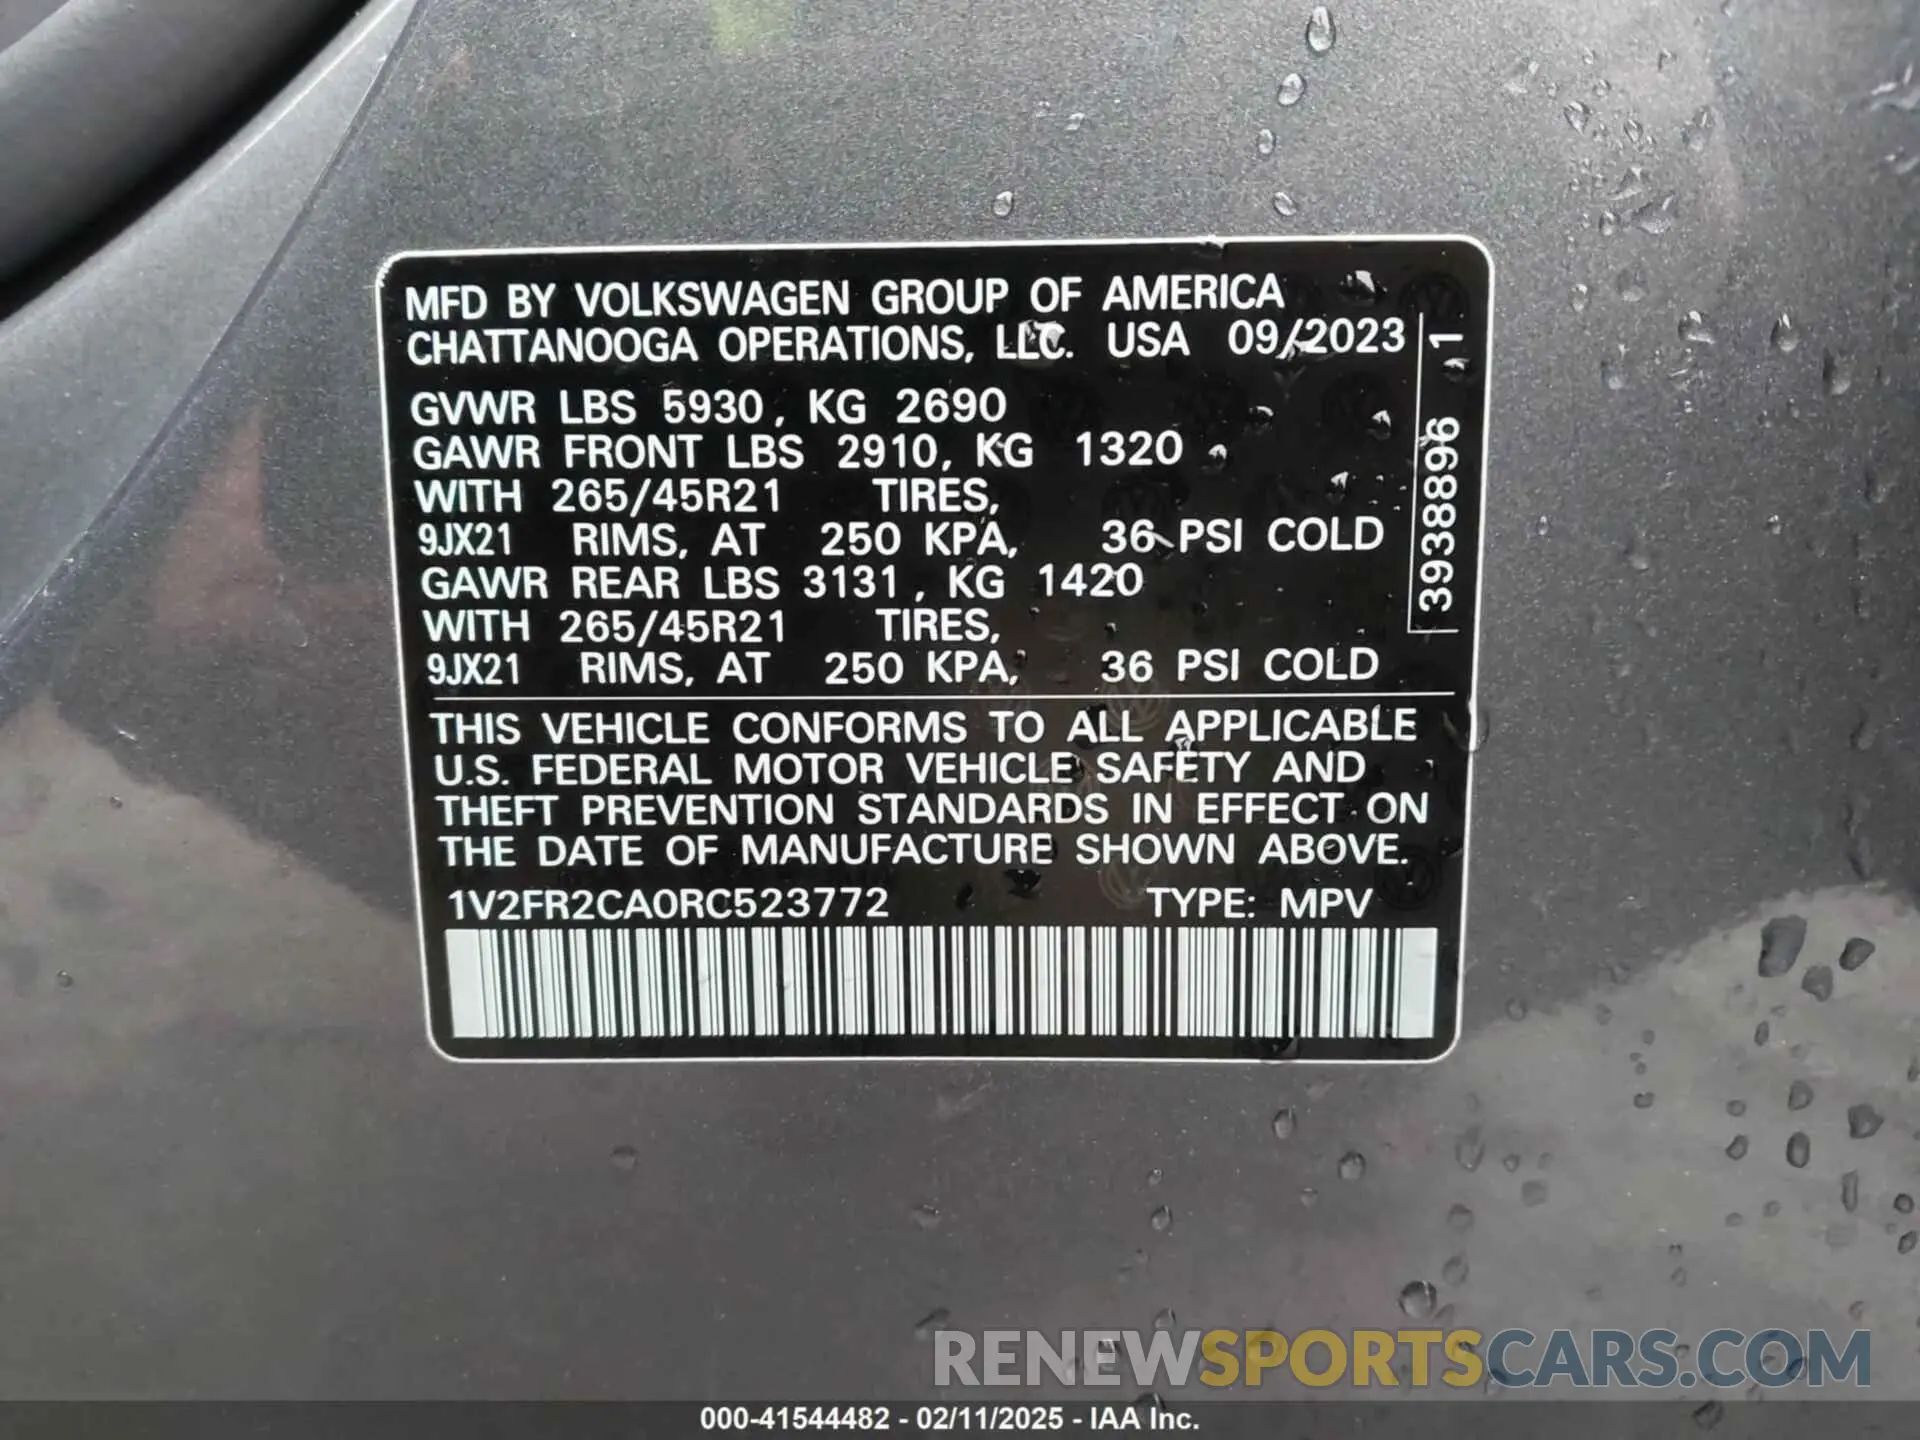 MFD BY VOLKSWAGEN GROUP OF AMERICA
CHATTANOOGA OPERATIONS, LLC. USA 09/2023
GVWR LBS 5930, KG 2690
GAWR FRONT LBS 2910, KG 1320
WITH 265/45R21 TIRES,
9JX21 RIMS, AT 250 KPA, 36 PSI COLD
GAWR REAR LBS 3131, KG 1420
WITH 265/45R21 TIRES,
9JX21 RIMS, AT 250 KPA, 36 PSI COLD
39388896 1
THIS VEHICLE CONFORMS TO ALL APPLICABLE
U.S. FEDERAL MOTOR VEHICLE SAFETY AND
THEFT PREVENTION STANDARDS IN EFFECT ON
THE DATE OF MANUFACTURE SHOWN ABOVE.
1V2FR2CA0RC523772 TYPE: MPV
RENEWSPORTSCARS.COM
000-41544482 - 02/11/2025 - IAA Inc.